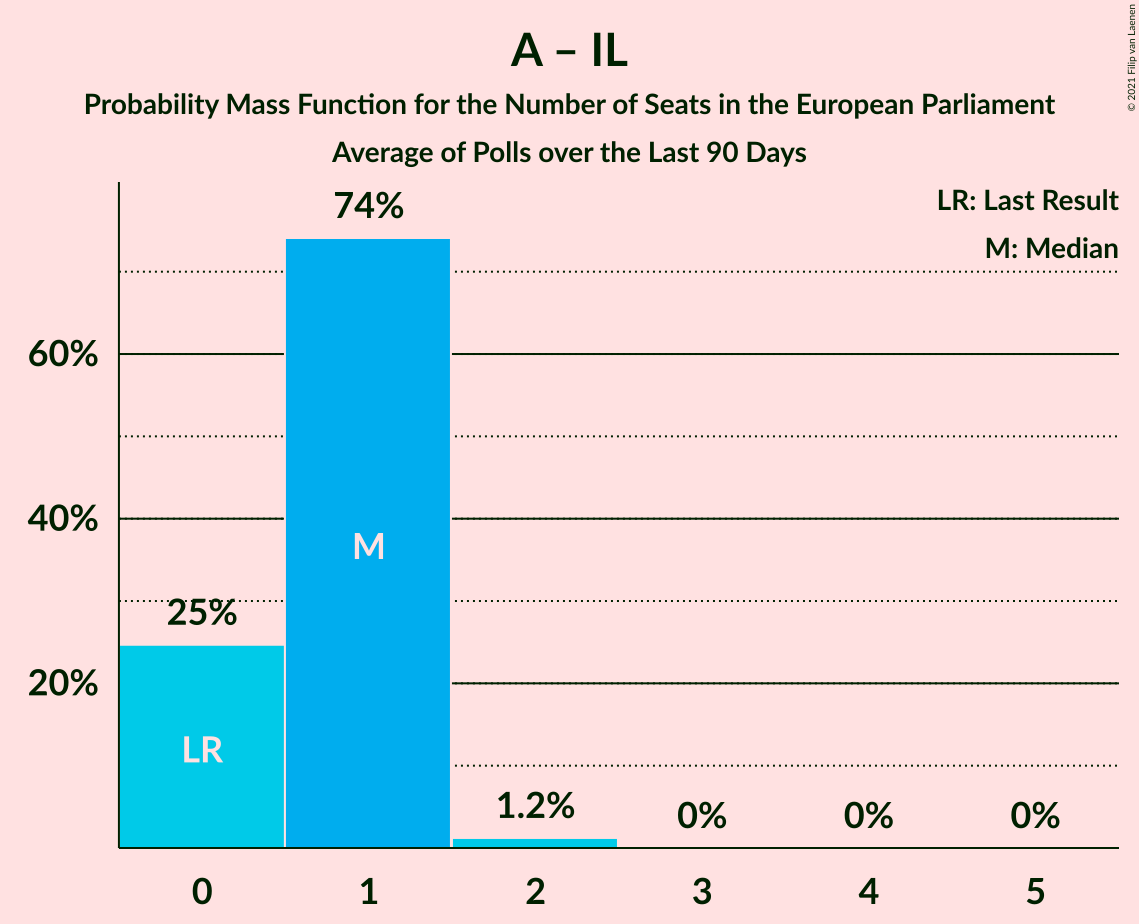 © 2021 Filip van Laenen
A – IL
Probability Mass Function for the Number of Seats in the European Parliament
Average of Polls over the Last 90 Days
LR: Last Result
M: Median
74%
60%
40%
M
25%
20%
LR
1.2%
0%
0%
0%
0
1
2
3
4
5